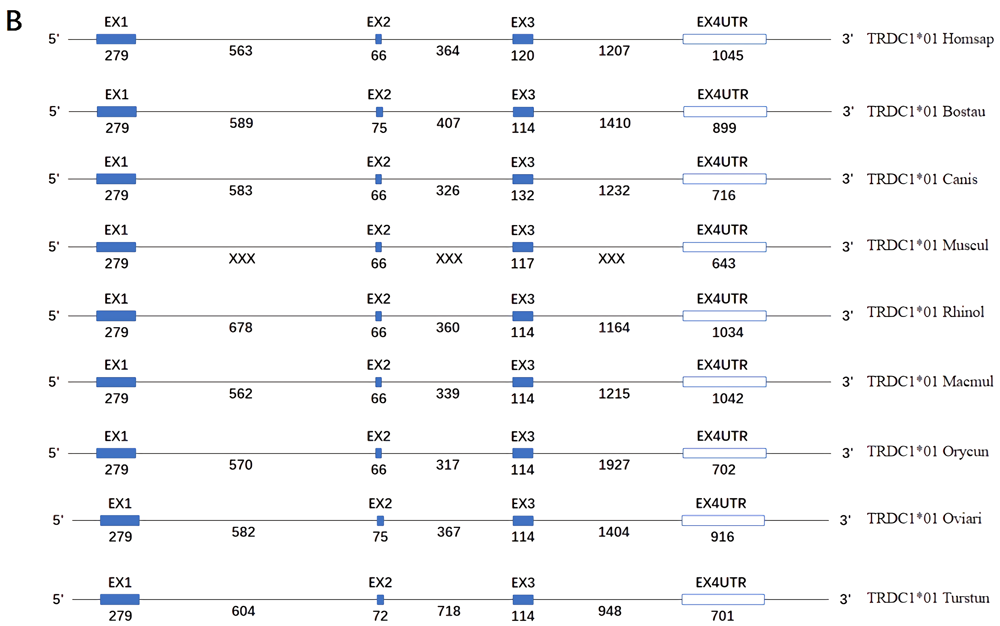 B
EX1 EX2 EX3 EX4UTR
5' 3' TRDC1*01 Homsap
563 364 1207
279 66 120 1045
EX1 EX2 EX3 EX4UTR
5' 3' TRDC1*01 Bostau
589 407 1410
279 75 114 899
EX1 EX2 EX3 EX4UTR
5' 3' TRDC1*01 Canis
583 326 1232
279 66 132 716
EX1 EX2 EX3 EX4UTR
5' 3' TRDC1*01 Muscul
XXX XXX XXX
279 66 117 643
EX1 EX2 EX3 EX4UTR
5' 3' TRDC1*01 Rhinol
678 360 1164
279 66 114 1034
EX1 EX2 EX3 EX4UTR
5' 3' TRDC1*01 Macmul
562 339 1215
279 66 114 1042
EX1 EX2 EX3 EX4UTR
5' 3' TRDC1*01 Orycun
570 317 1927
279 66 114 702
EX1 EX2 EX3 EX4UTR
5' 3' TRDC1*01 Oviari
582 367 1404
279 75 114 916
EX1 EX2 EX3 EX4UTR
5' 3' TRDC1*01 Turstun
604 718 948
279 72 114 701